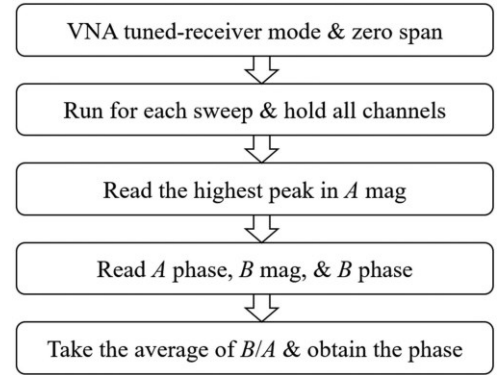 VNA tuned-receiver mode & zero span
Run for each sweep & hold all channels
Read the highest peak in A mag
Read A phase, B mag, & B phase
Take the average of B/A & obtain the phase